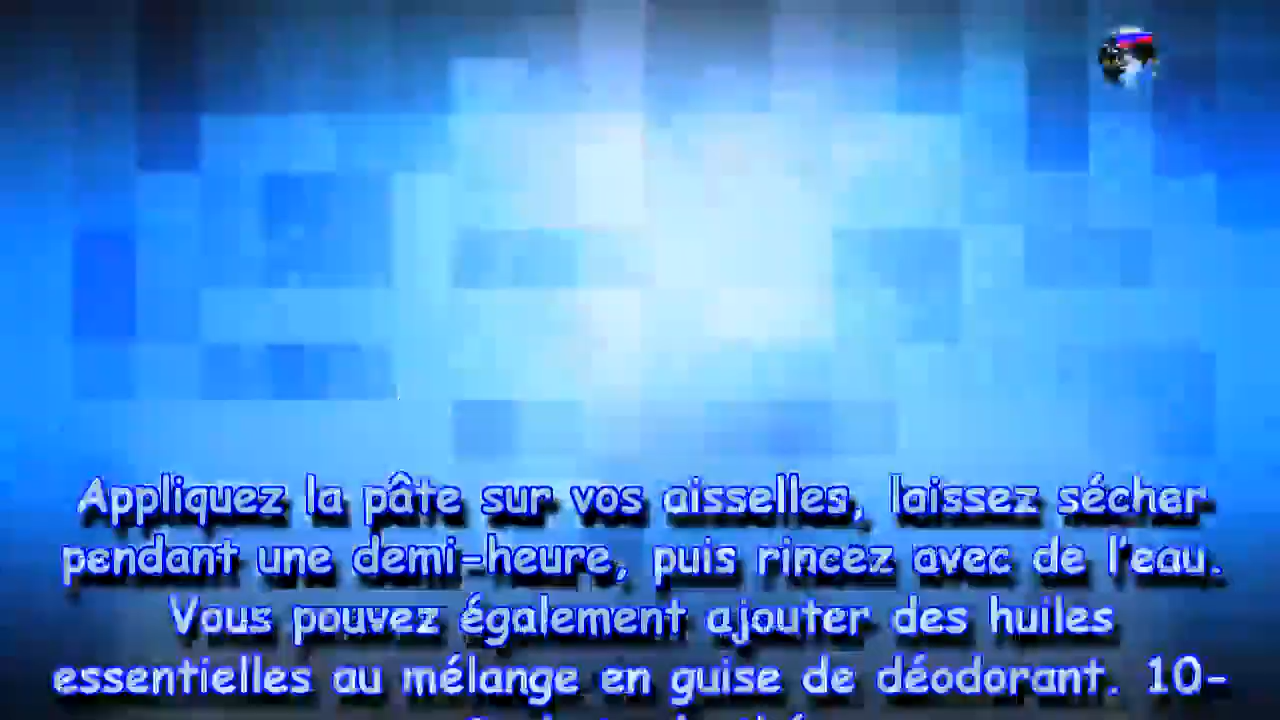 Appliquez la pâte sur vos aisselles, laissez sécher
pendant une demi-heure, puis rincez avec de l'eau.
Vous pouvez également ajouter des huiles
essentielles au mélange en guise de déodorant. 10-